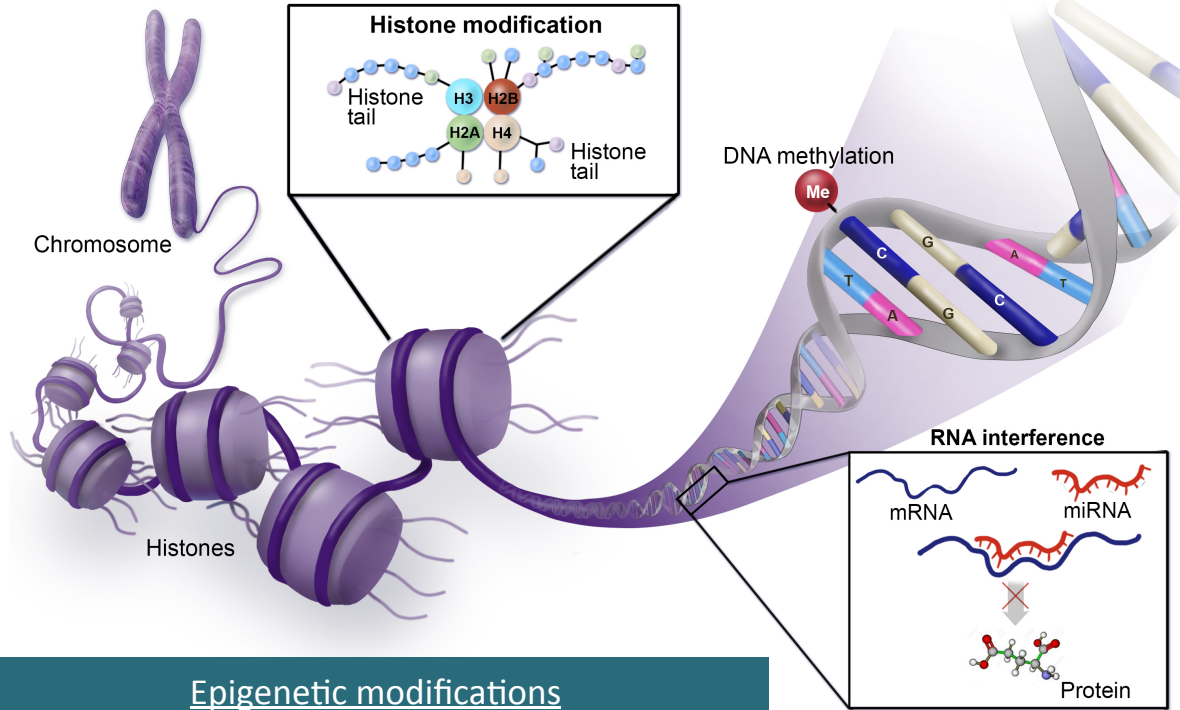 Histone modification
H3
H2B
H2A
H4
Histone
tail
Histone
tail
DNA methylation
Me
Chromosome
C
G
A
T
T
A
G
C
RNA interference
mRNA
miRNA
Histones
Protein
Epigenetic modifications